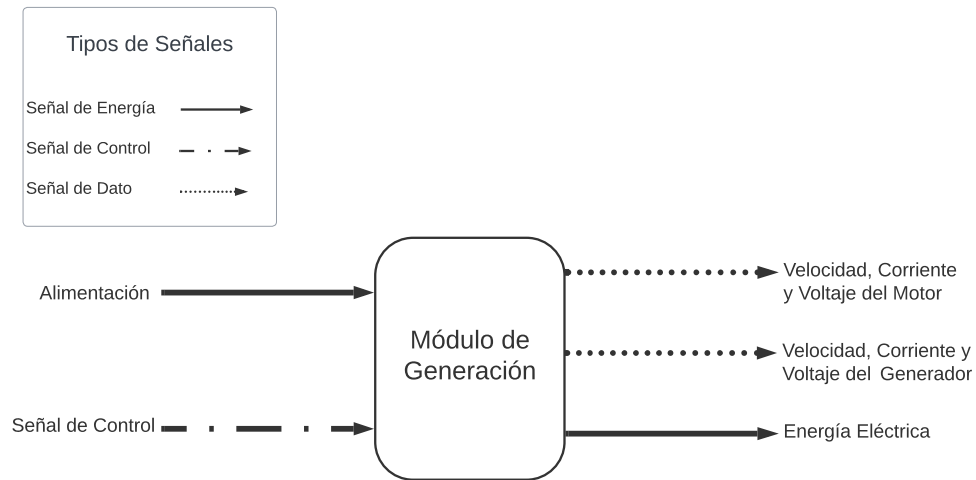 Tipos de Señales
Señal de Energía
Señal de Control
Señal de Dato
Alimentación
Señal de Control
Módulo de
Generación
Velocidad, Corriente
y Voltaje del Motor
Velocidad, Corriente y
Voltaje del Generador
Energía Eléctrica